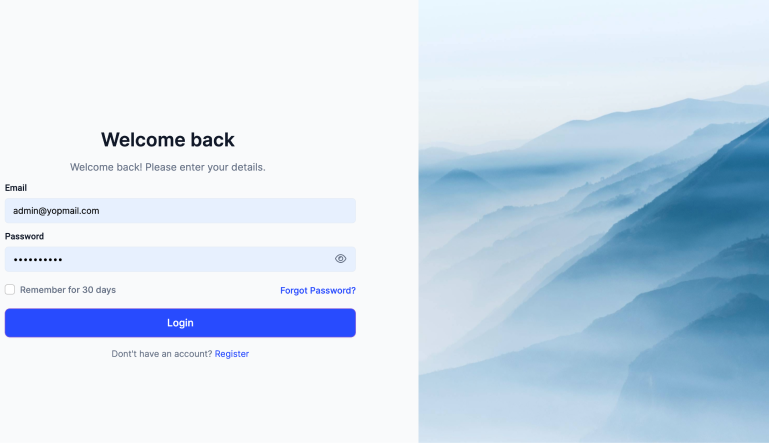 Welcome back
Welcome back! Please enter your details.
Email
admin@yopmail.com
Password
••••••••••
Remember for 30 days
Forgot Password?
Login
Dont't have an account? Register